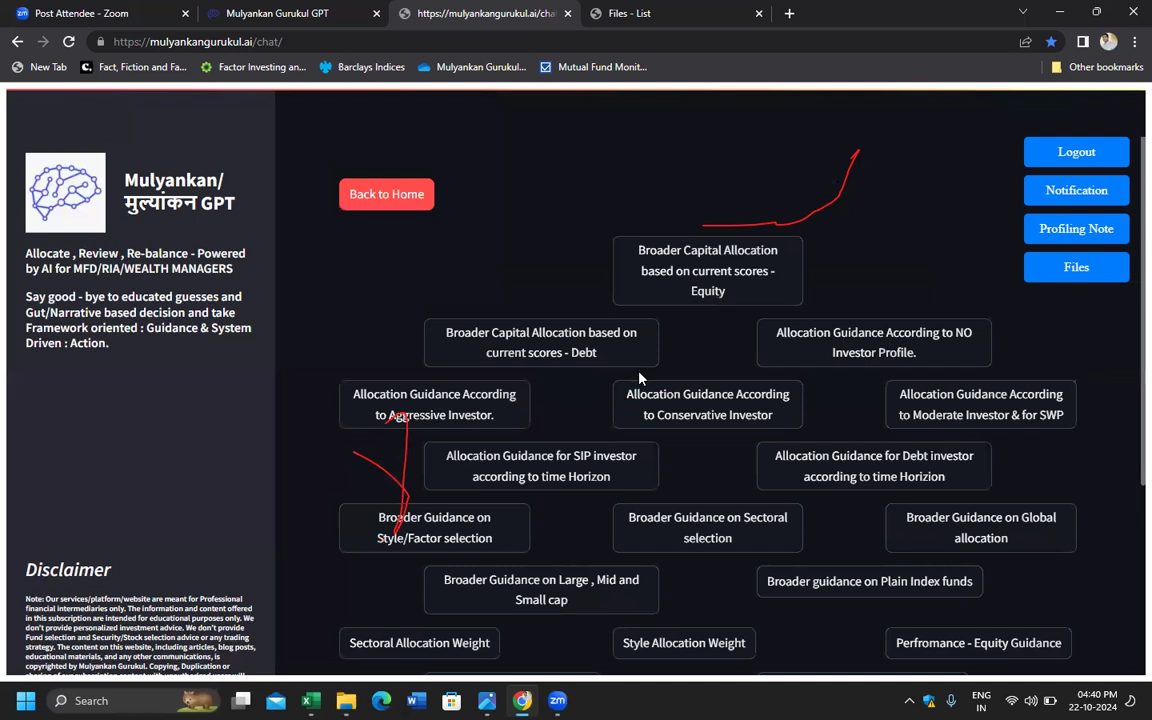 Post Attendee - Zoom
Mulyankan Gurukul GPT
https://mulyankangurukul.ai/cha
Files - List
https://mulyankangurukul.ai/chat/
New Tab
Fact, Fiction and Fa...
Factor Investing an...
Barclays Indices
Mulyankan Gurukul...
Mutual Fund Monit...
Other bookmarks
Mulyankan/
मुल्यांकन GPT
Allocate , Review , Re-balance - Powered
by AI for MFD/RIA/WEALTH MANAGERS
Say good - bye to educated guesses and
Gut/Narrative based decision and take
Framework oriented : Guidance & System
Driven : Action.
Disclaimer
Note: Our services/platform/website are meant for Professional
financial intermediaries only. The information and content offered
in this subscription are intended for educational purposes only. We
don't provide personalized investment advice. We don't provide
Fund selection and Security/Stock selection advice or any trading
strategy. The content on this website, including articles, blog posts,
educational materials, and any other communications, is
copyrighted by Mulyankan Gurukul. Copying, Duplication or
Back to Home
Logout
Notification
Profiling Note
Files
Broader Capital Allocation
based on current scores -
Equity
Broader Capital Allocation based on
current scores - Debt
Allocation Guidance According to NO
Investor Profile.
Allocation Guidance According
to Aggressive Investor.
Allocation Guidance According
to Conservative Investor
Allocation Guidance According
to Moderate Investor & for SWP
Allocation Guidance for SIP investor
according to time Horizon
Allocation Guidance for Debt investor
according to time Horizion
Broader Guidance on
Style/Factor selection
Broader Guidance on Sectoral
selection
Broader Guidance on Global
allocation
Broader Guidance on Large , Mid and
Small cap
Broader guidance on Plain Index funds
Sectoral Allocation Weight
Style Allocation Weight
Perfromance - Equity Guidance
Search
ENG
IN
04:40 PM
22-10-2024